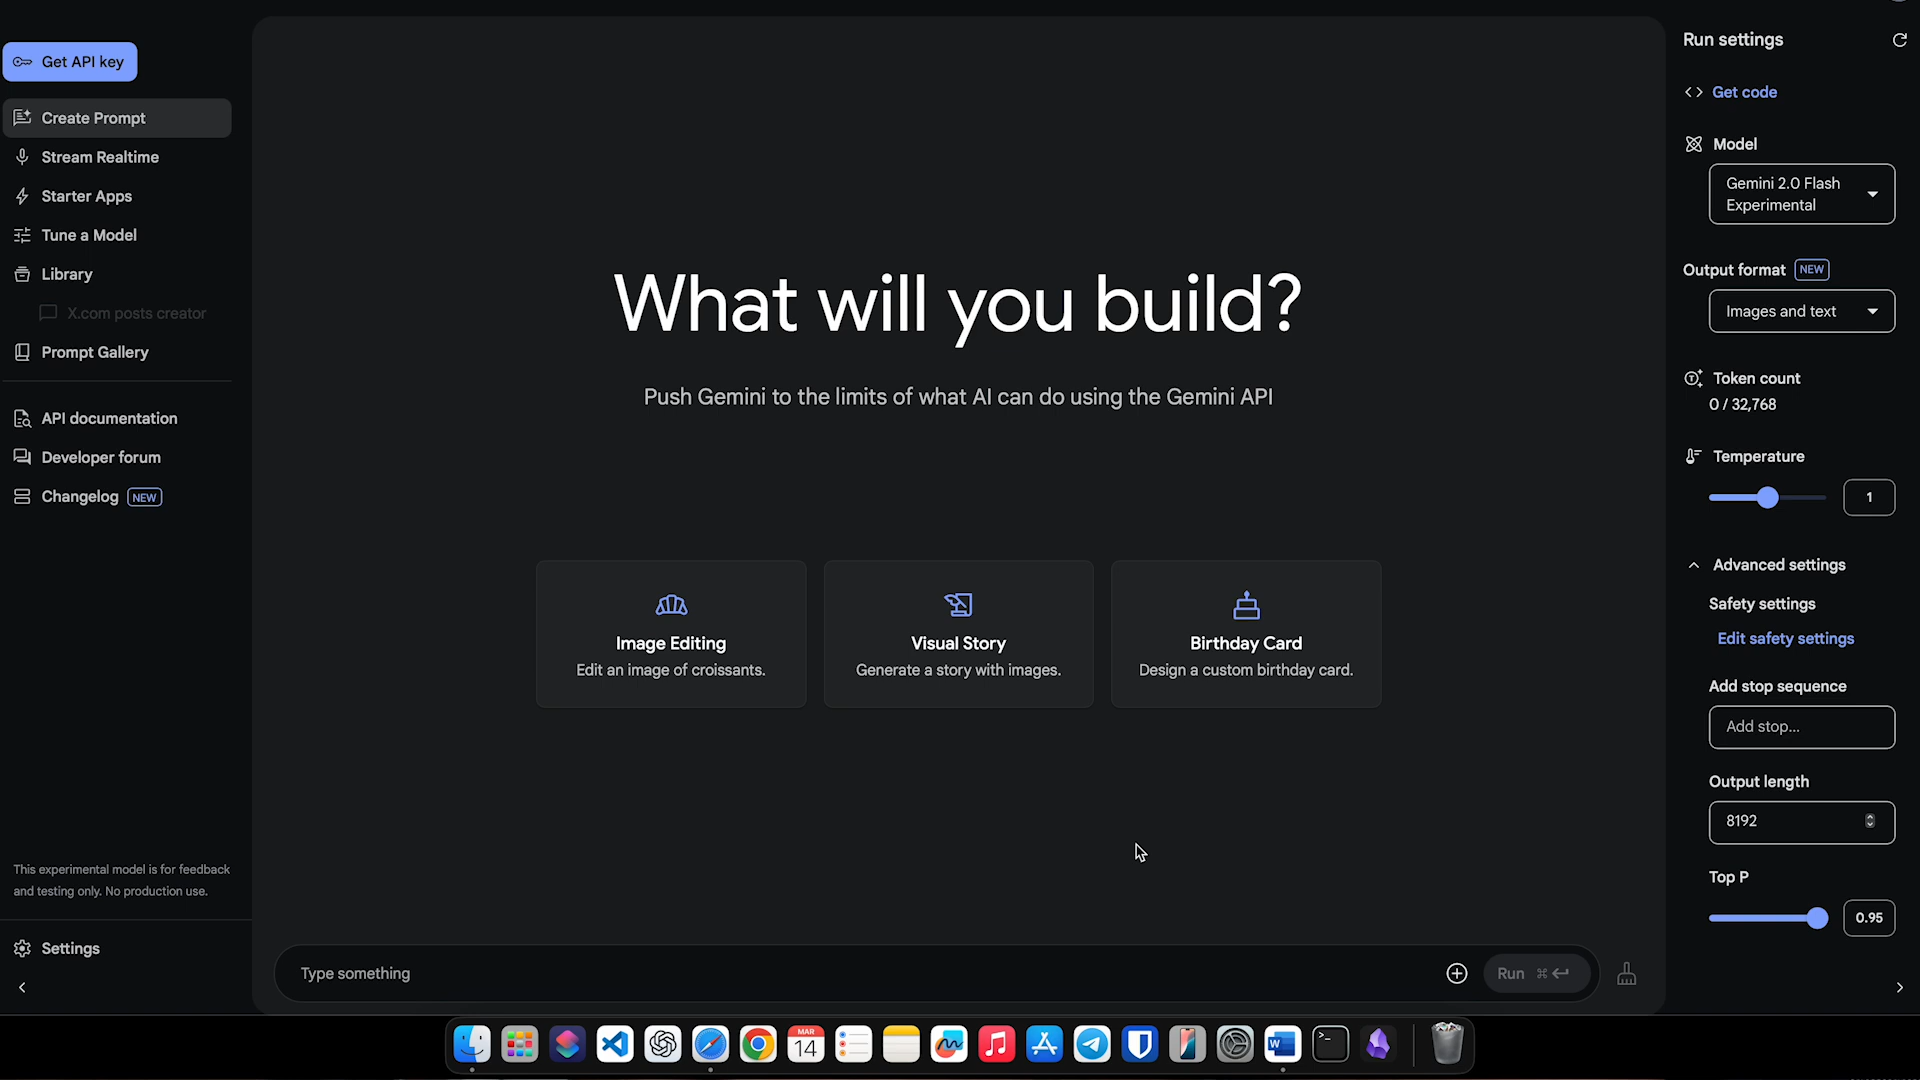 Get API key
Create Prompt
Stream Realtime
Starter Apps
Tune a Model
Library
X.com posts creator
Prompt Gallery
API documentation
Developer forum
Changelog NEW
This experimental model is for feedback
and testing only. No production use.
Settings
What will you build?
Push Gemini to the limits of what AI can do using the Gemini API
Image Editing
Edit an image of croissants.
Visual Story
Generate a story with images.
Birthday Card
Design a custom birthday card.
Type something
Run ⌘
Run settings
Get code
Model
Gemini 2.0 Flash
Experimental
Output format NEW
Images and text
Token count
0 / 32,768
Temperature
1
Advanced settings
Safety settings
Edit safety settings
Add stop sequence
Add stop...
Output length
8192
Top P
0.95
MAR
14
W